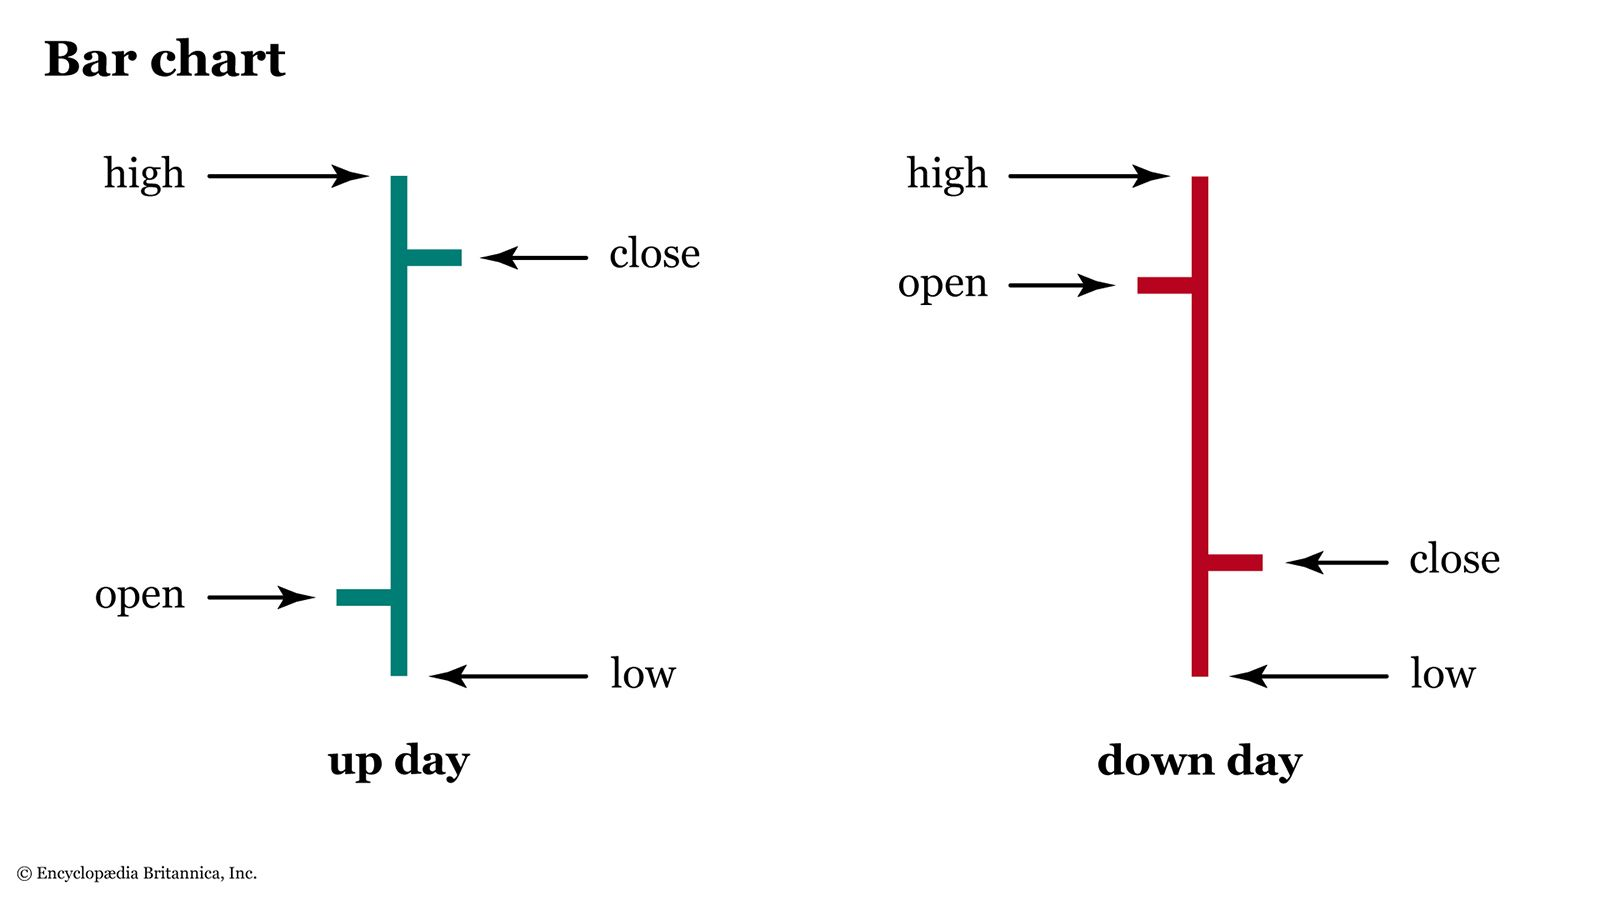 Bar chart
high
close
open
low
up day
high
open
close
low
down day
© Encyclopædia Britannica, Inc.